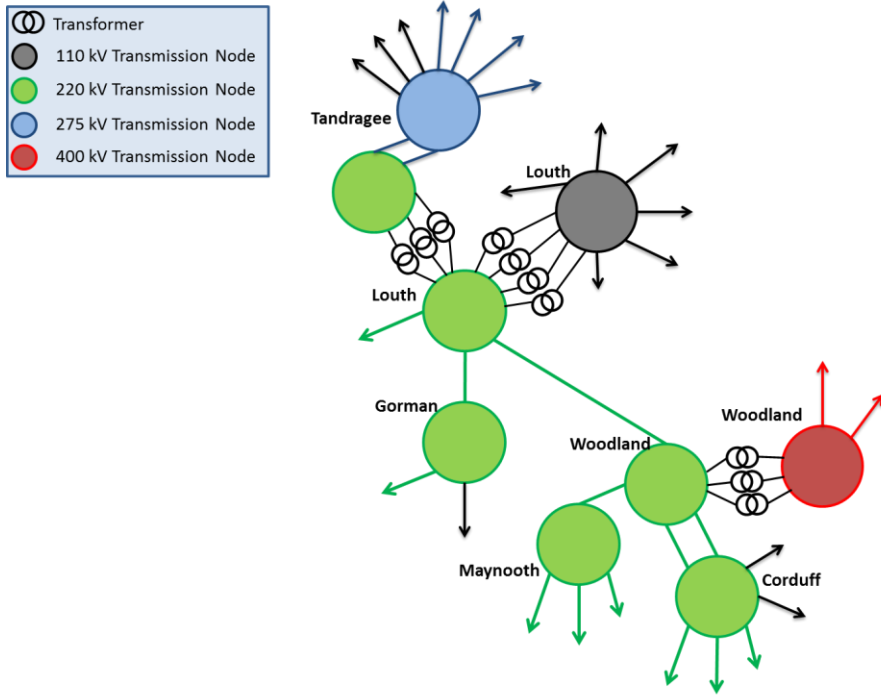 Transformer
110 kV Transmission Node
220 kV Transmission Node
275 kV Transmission Node
400 kV Transmission Node
Tandragee
Louth
Louth
Gorman
Woodland
Woodland
Maynooth
Corduff